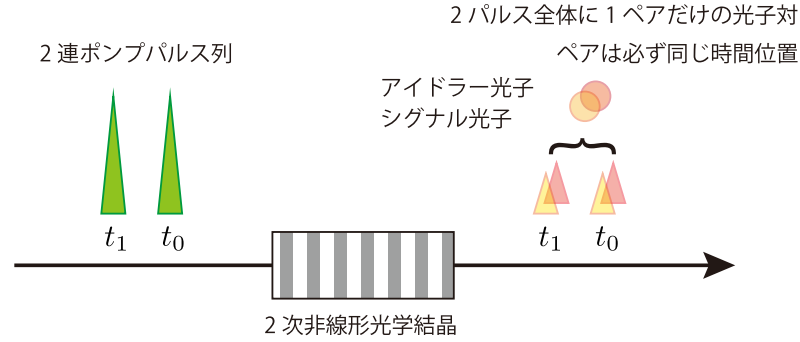 2 パルス全体に 1 ペアだけの光子対
2 連ポンプパルス列
ペアは必ず同じ時間位置
アイドラー光子
シグナル光子
t1 t0
t1 t0
2 次非線形光学結晶